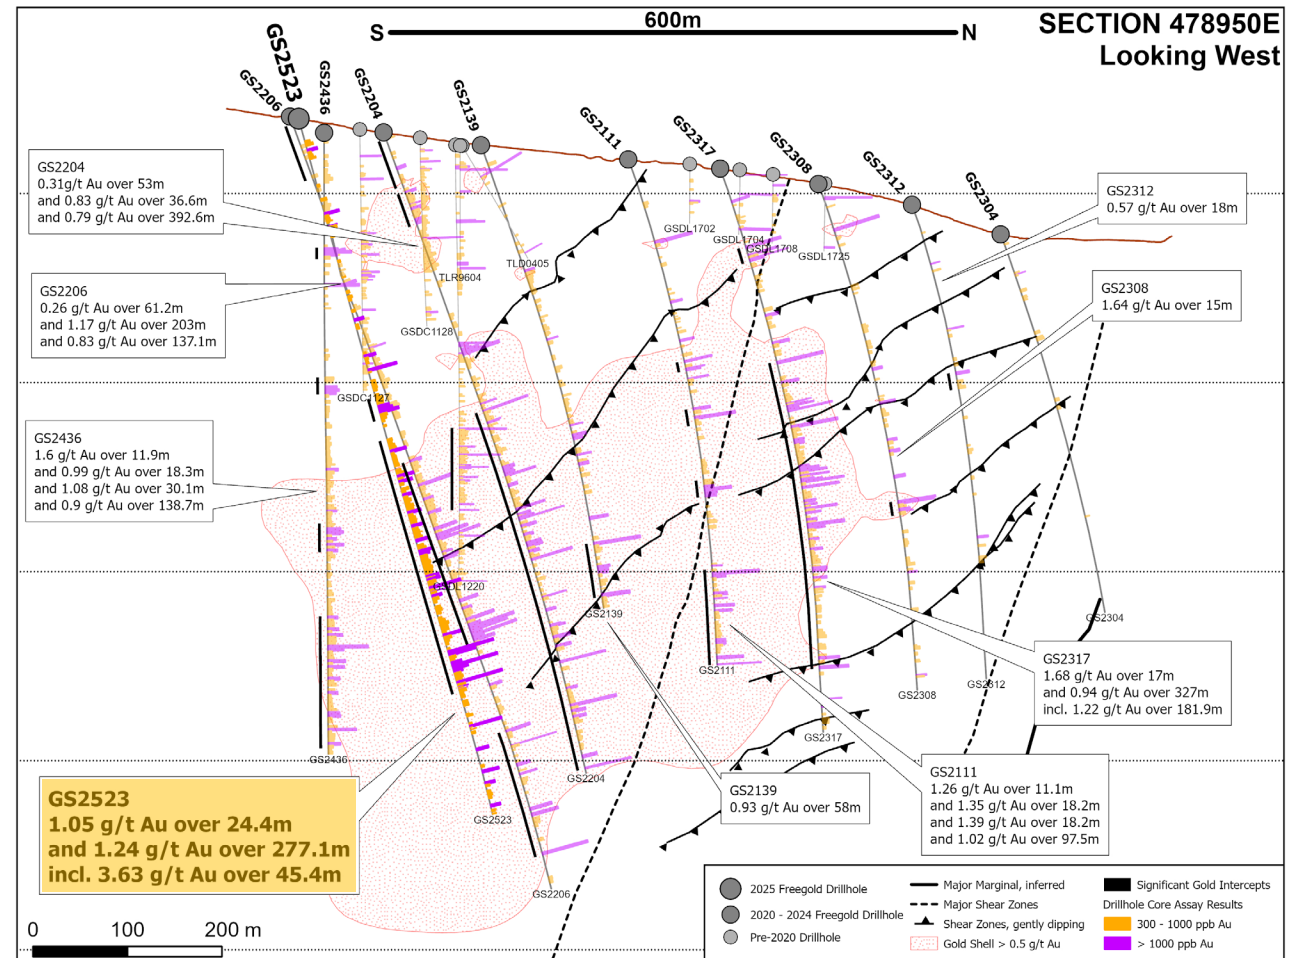 600m
S
N
SECTION 478950E
Looking West
GS2206
GS2523
GS2436
GS2204
GS2139
GS2111
GS2317
GS2308
GS2312
GS2304
GS2204
0.31g/t Au over 53m
and 0.83 g/t Au over 36.6m
and 0.79 g/t Au over 392.6m
GS2312
0.57 g/t Au over 18m
GSDL1702
GSDL1704
GSDL1708
GSDL1725
TLR9604
TLD0405
GS2206
0.26 g/t Au over 61.2m
and 1.17 g/t Au over 203m
and 0.83 g/t Au over 137.1m
GS2308
1.64 g/t Au over 15m
GSDC1128
GSDC1127
GS2436
1.6 g/t Au over 11.9m
and 0.99 g/t Au over 18.3m
and 1.08 g/t Au over 30.1m
and 0.9 g/t Au over 138.7m
GSDL1220
GS2139
GS2304
GS2111
GS2308
GS2312
GS2317
1.68 g/t Au over 17m
and 0.94 g/t Au over 327m
incl. 1.22 g/t Au over 181.9m
GS2317
GS2436
GS2204
GS2523
GS2206
GS2523
1.05 g/t Au over 24.4m
and 1.24 g/t Au over 277.1m
incl. 3.63 g/t Au over 45.4m
GS2139
0.93 g/t Au over 58m
GS2111
1.26 g/t Au over 11.1m
and 1.35 g/t Au over 18.2m
and 1.39 g/t Au over 18.2m
and 1.02 g/t Au over 97.5m
0 100 200 m
2025 Freegold Drillhole
2020 - 2024 Freegold Drillhole
Pre-2020 Drillhole
Major Marginal, inferred
Major Shear Zones
Shear Zones, gently dipping
Gold Shell > 0.5 g/t Au
Significant Gold Intercepts
Drillhole Core Assay Results
300 - 1000 ppb Au
> 1000 ppb Au